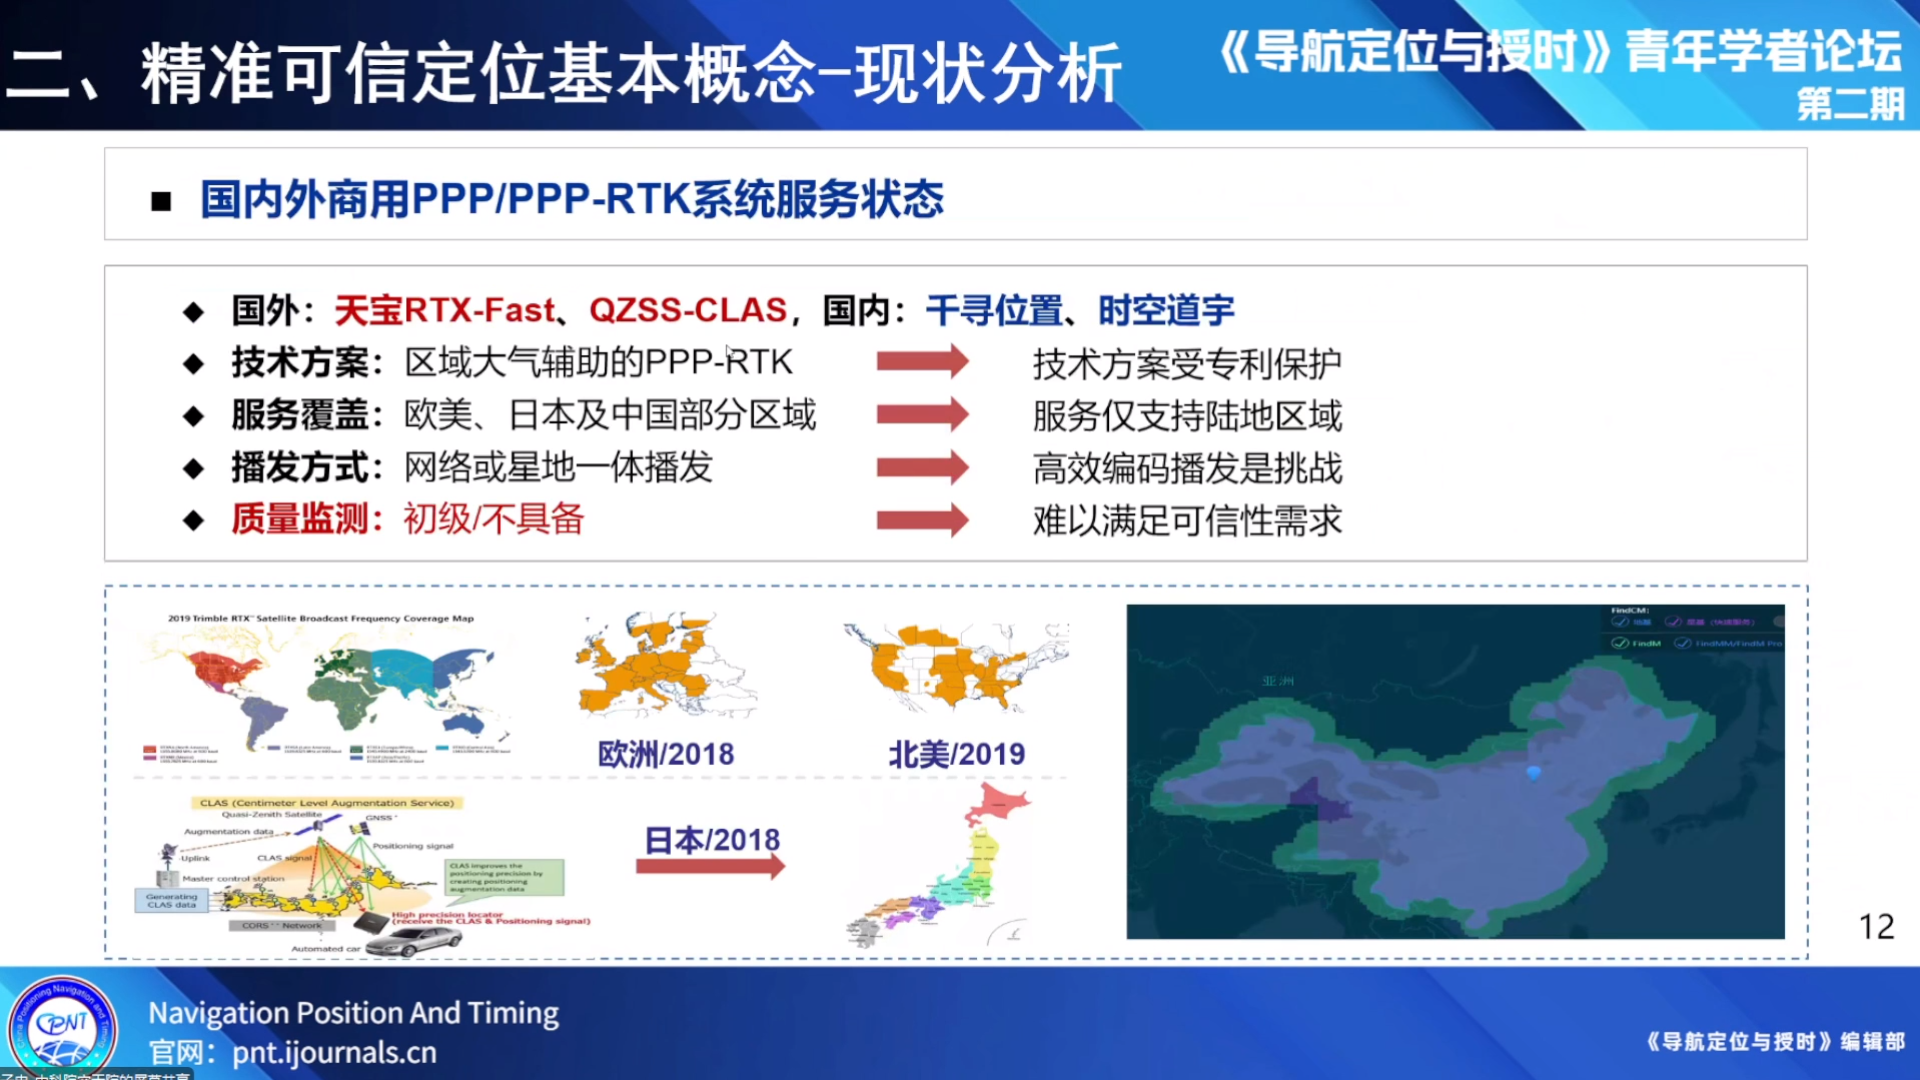 二、精准可信定位基本概念-现状分析
《导航定位与授时》青年学者论坛
第二期
■ 国内外商用PPP/PPP-RTK系统服务状态
◆ 国外：天宝RTX-Fast、QZSS-CLAS，国内：千寻位置、时空道宇
◆ 技术方案：区域大气辅助的PPP-RTK 技术方案受专利保护
◆ 服务覆盖：欧美、日本及中国部分区域 服务仅支持陆地区域
◆ 播发方式：网络或星地一体播发 高效编码播发是挑战
◆ 质量监测：初级/不具备 难以满足可信性需求
2019 Trimble RTX™ Satellite Broadcast Frequency Coverage Map
欧洲/2018
北美/2019
FindCM:
FindM
FindMM/FindM Pro
亚洲
CLAS (Centimeter Level Augmentation Service)
Quasi-Zenith Satellite
GNSS
Augmentation data
Positioning signal
Uplink
CLAS signal
Master control station
CLAS improves the
positioning precision by
creating positioning
augmentation data
Generating
CLAS data
High precision locator
(receive the CLAS & Positioning signal)
CORS Network
Automated car
日本/2018
12
China Positioning Navigation and Timing
PNT
Navigation Position And Timing
官网：pnt.ijournals.cn
《导航定位与授时》编辑部